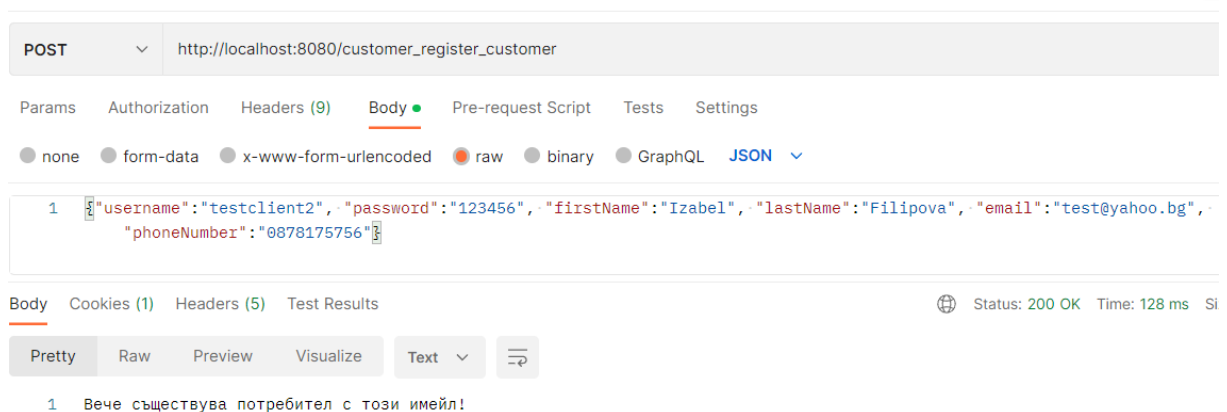 POST http://localhost:8080/customer_register_customer
Params Authorization Headers (9) Body Pre-request Script Tests Settings
none form-data x-www-form-urlencoded raw binary GraphQL JSON
1 {"username":"testclient2", "password":"123456", "firstName":"Izabel", "lastName":"Filipova", "email":"test@yahoo.bg",
"phoneNumber":"0878175756"}
Body Cookies (1) Headers (5) Test Results Status: 200 OK Time: 128 ms Si
Pretty Raw Preview Visualize Text
1 Вече съществува потребител с този имейл!